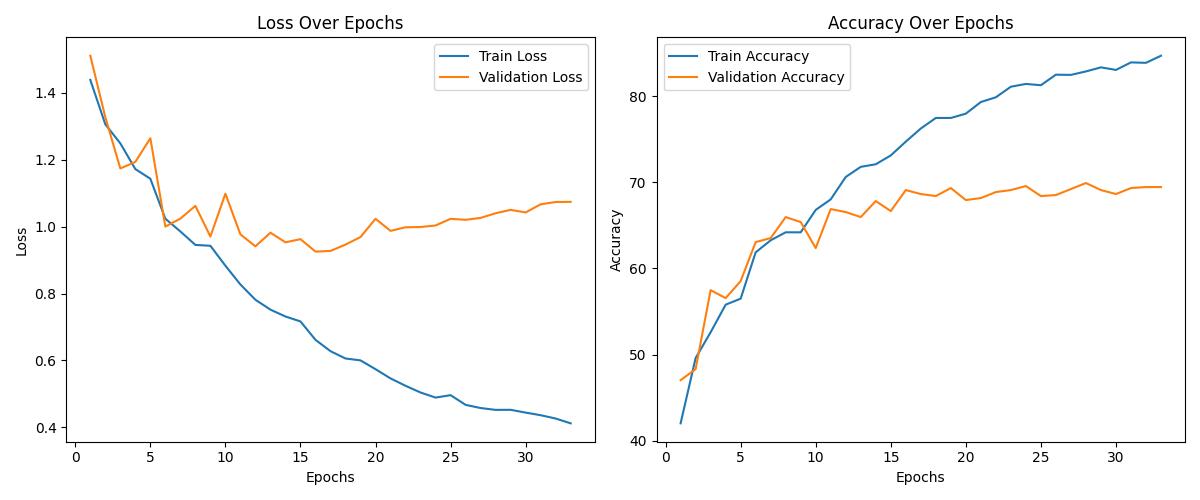 Loss Over Epochs
Train Loss
Validation Loss
Loss
1.4
1.2
1.0
0.8
0.6
0.4
0 5 10 15 20 25 30
Epochs
Accuracy Over Epochs
Train Accuracy
Validation Accuracy
Accuracy
80
70
60
50
40
0 5 10 15 20 25 30
Epochs